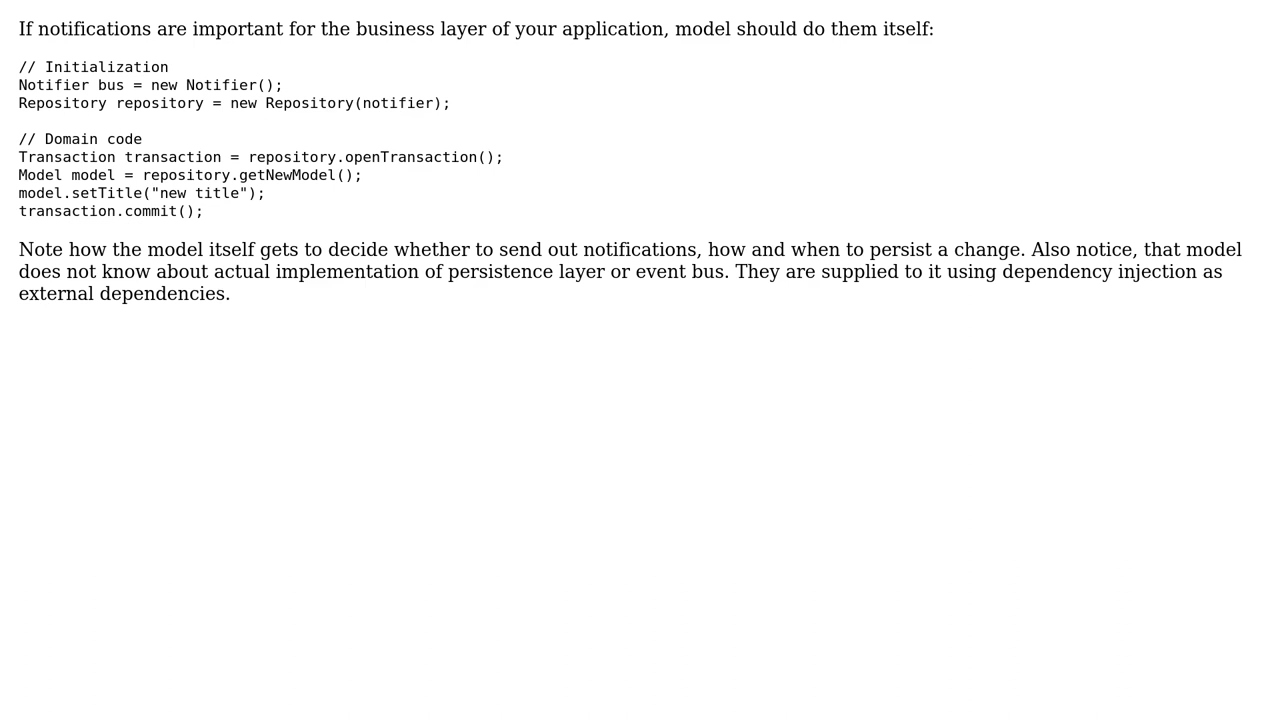 If notifications are important for the business layer of your application, model should do them itself:
// Initialization
Notifier bus = new Notifier();
Repository repository = new Repository(notifier);
// Domain code
Transaction transaction = repository.openTransaction();
Model model = repository.getNewModel();
model.setTitle("new title");
transaction.commit();
Note how the model itself gets to decide whether to send out notifications, how and when to persist a change. Also notice, that model
does not know about actual implementation of persistence layer or event bus. They are supplied to it using dependency injection as
external dependencies.